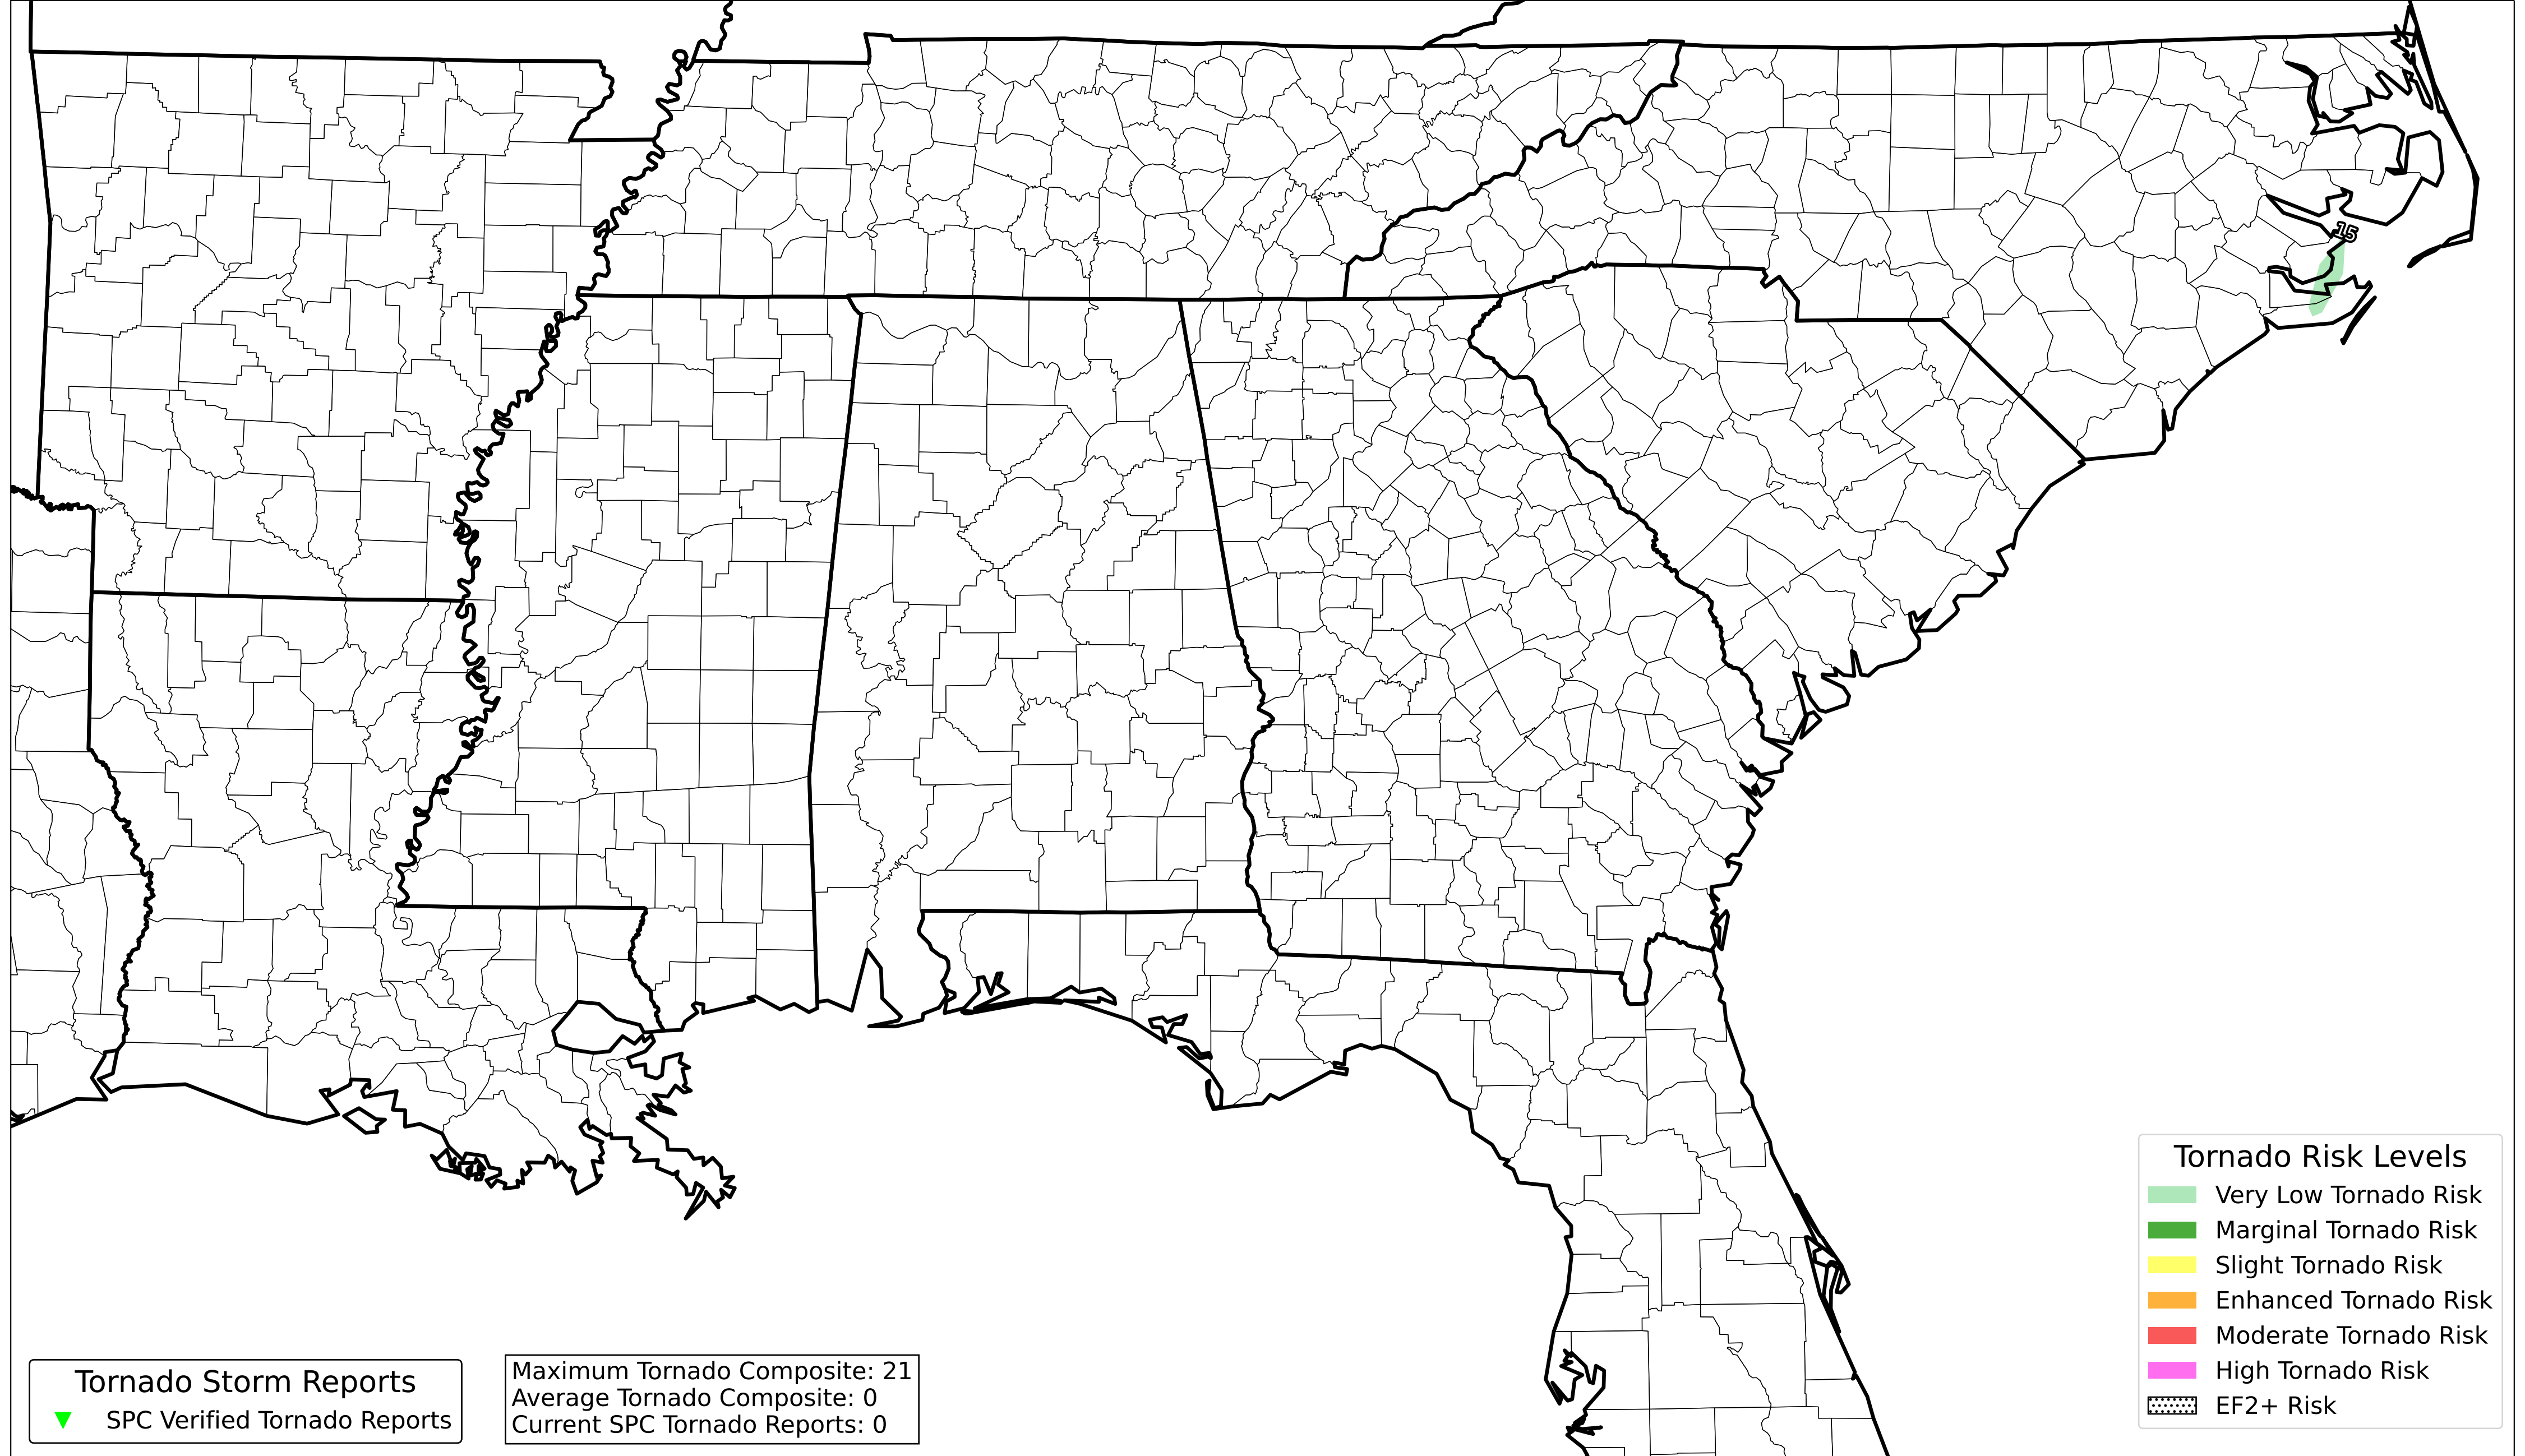 15
Tornado Risk Levels
Very Low Tornado Risk
Marginal Tornado Risk
Slight Tornado Risk
Enhanced Tornado Risk
Moderate Tornado Risk
High Tornado Risk
EF2+ Risk
Tornado Storm Reports
SPC Verified Tornado Reports
Maximum Tornado Composite: 21
Average Tornado Composite: 0
Current SPC Tornado Reports: 0